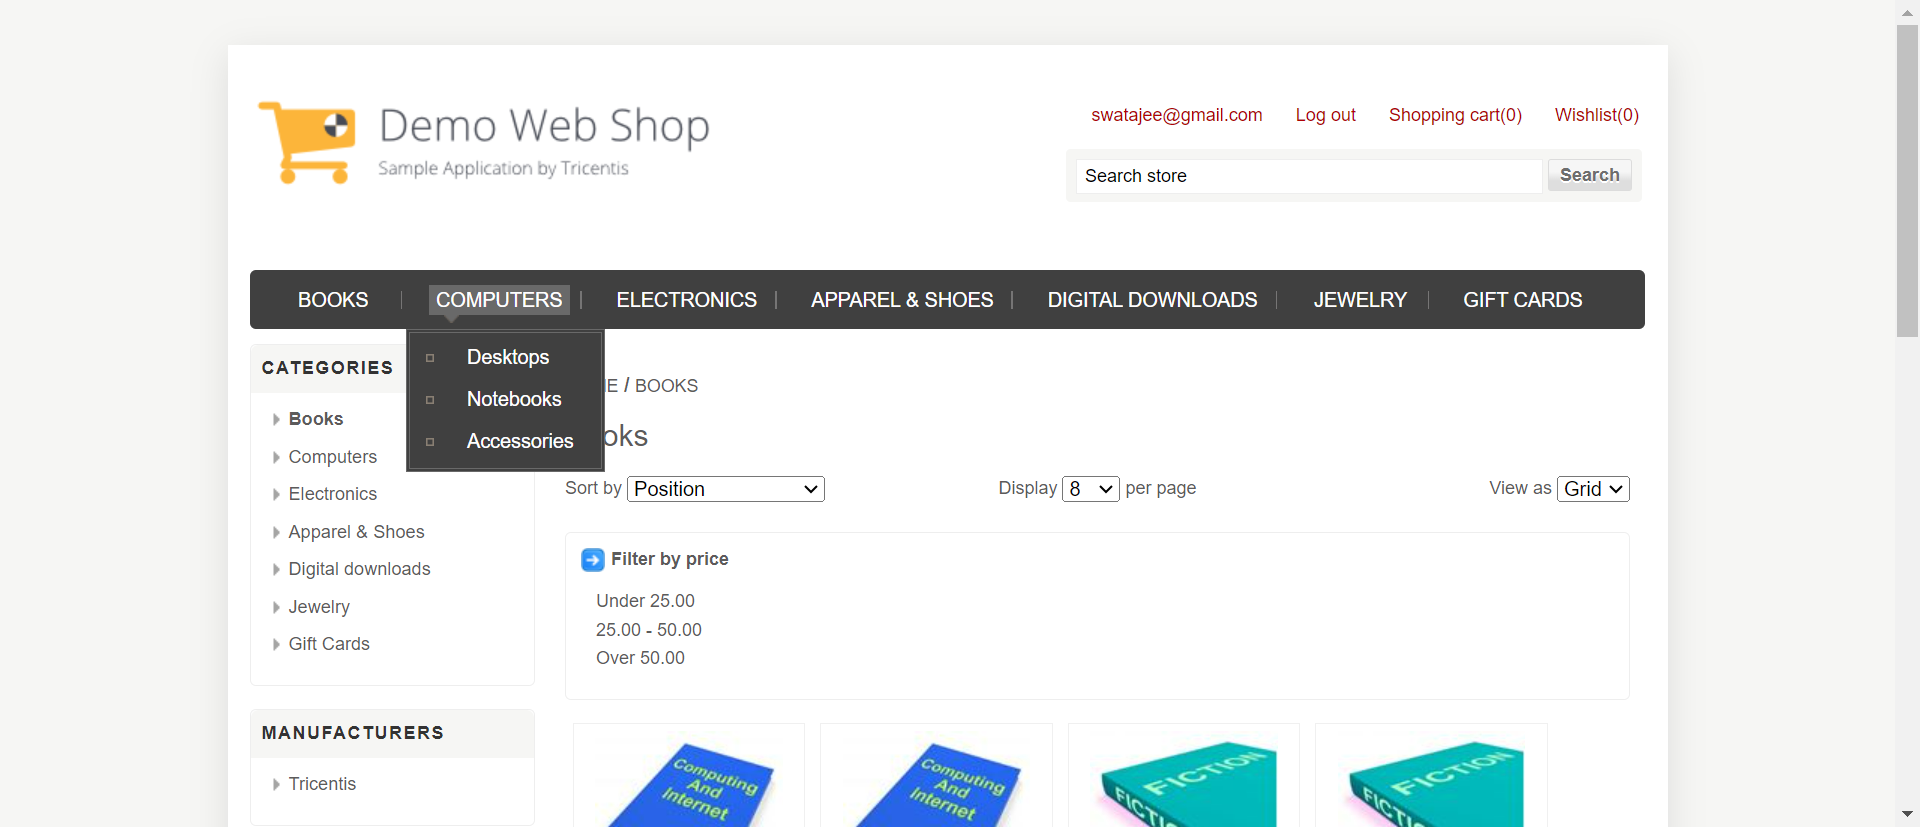 Demo Web Shop
Sample Application by Tricentis
swatajee@gmail.com Log out Shopping cart(0) Wishlist(0)
Search store Search
BOOKS COMPUTERS ELECTRONICS APPAREL & SHOES DIGITAL DOWNLOADS JEWELRY GIFT CARDS
Desktops
Notebooks
Accessories
CATEGORIES
Books
Computers
Electronics
Apparel & Shoes
Digital downloads
Jewelry
Gift Cards
MANUFACTURERS
Tricentis
/ BOOKS
Sort by Position Display 8 per page View as Grid
Filter by price
Under 25.00
25.00 - 50.00
Over 50.00
Computing
And
Internet
Computing
And
Internet
FICTION
FICTION